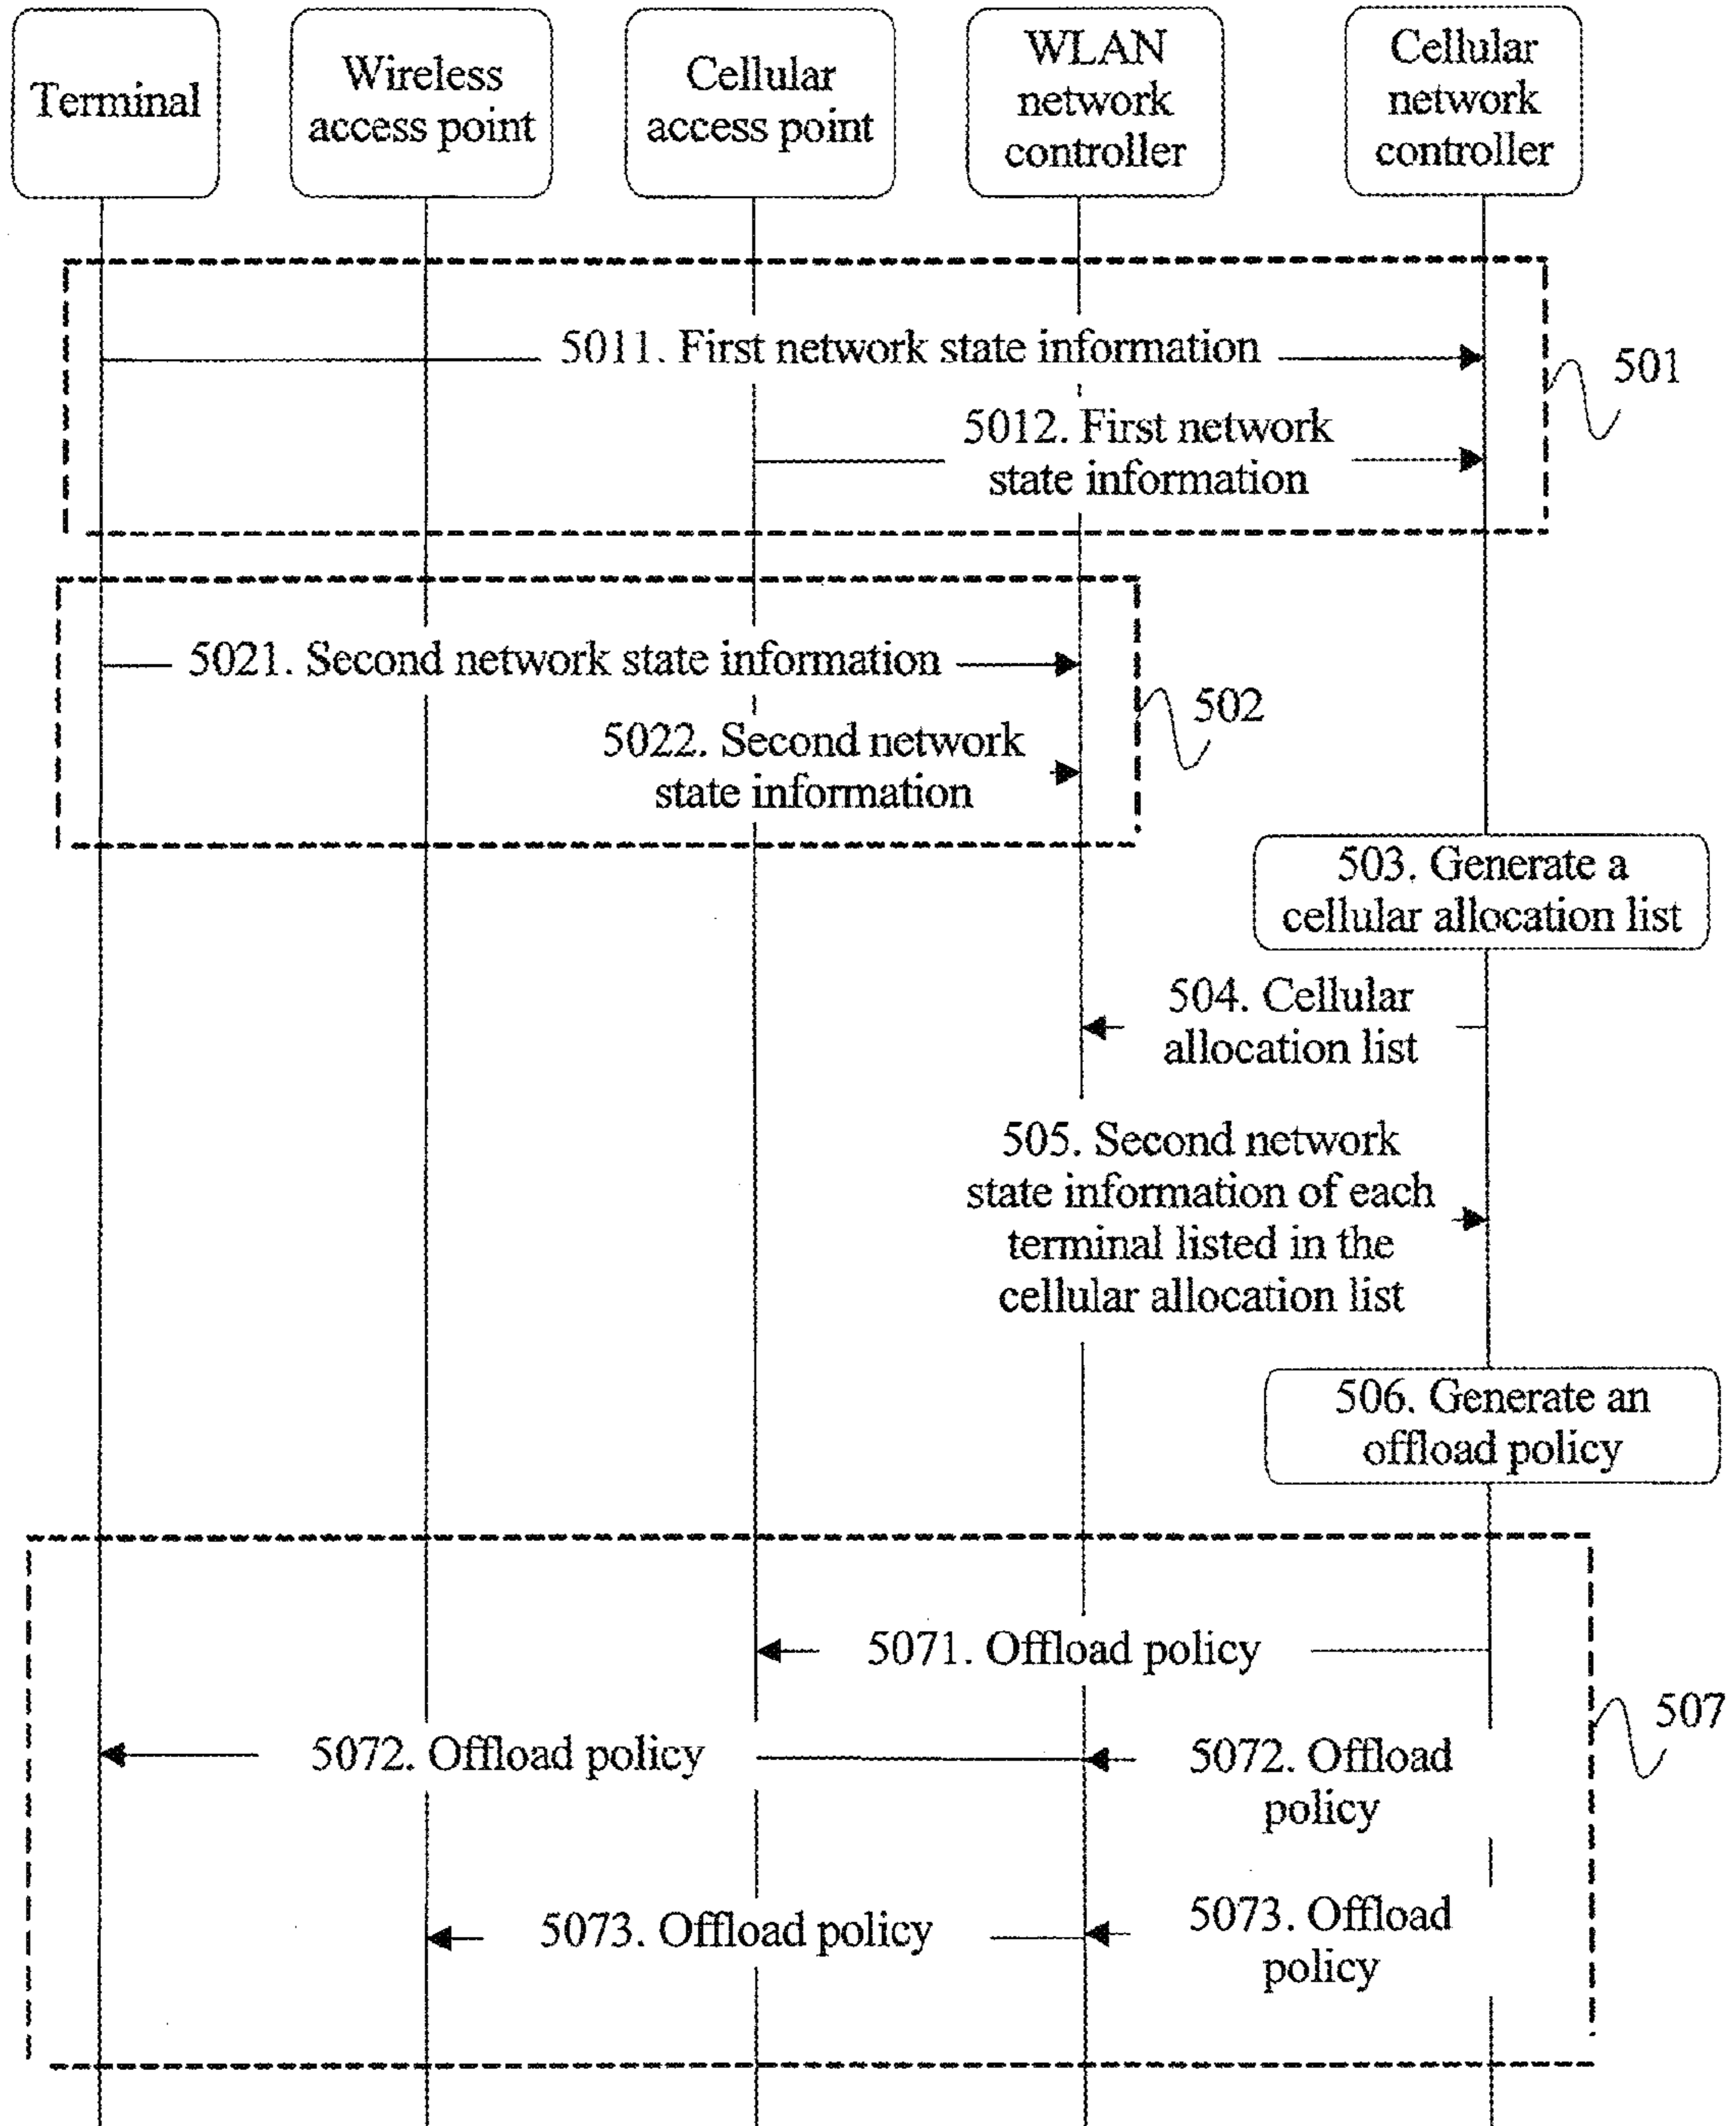 Terminal
Wireless
access point
Cellular
access point
WLAN
network
controller
Cellular
network
controller
5011. First network state information
501
5012. First network
state information
5021. Second network state information
502
5022. Second network
state information
503. Generate a
cellular allocation list
504. Cellular
allocation list
505. Second network
state information of each
terminal listed in the
cellular allocation list
506. Generate an
offload policy
5071. Offload policy
507
5072. Offload policy
5072. Offload
policy
5073. Offload policy
5073. Offload
policy